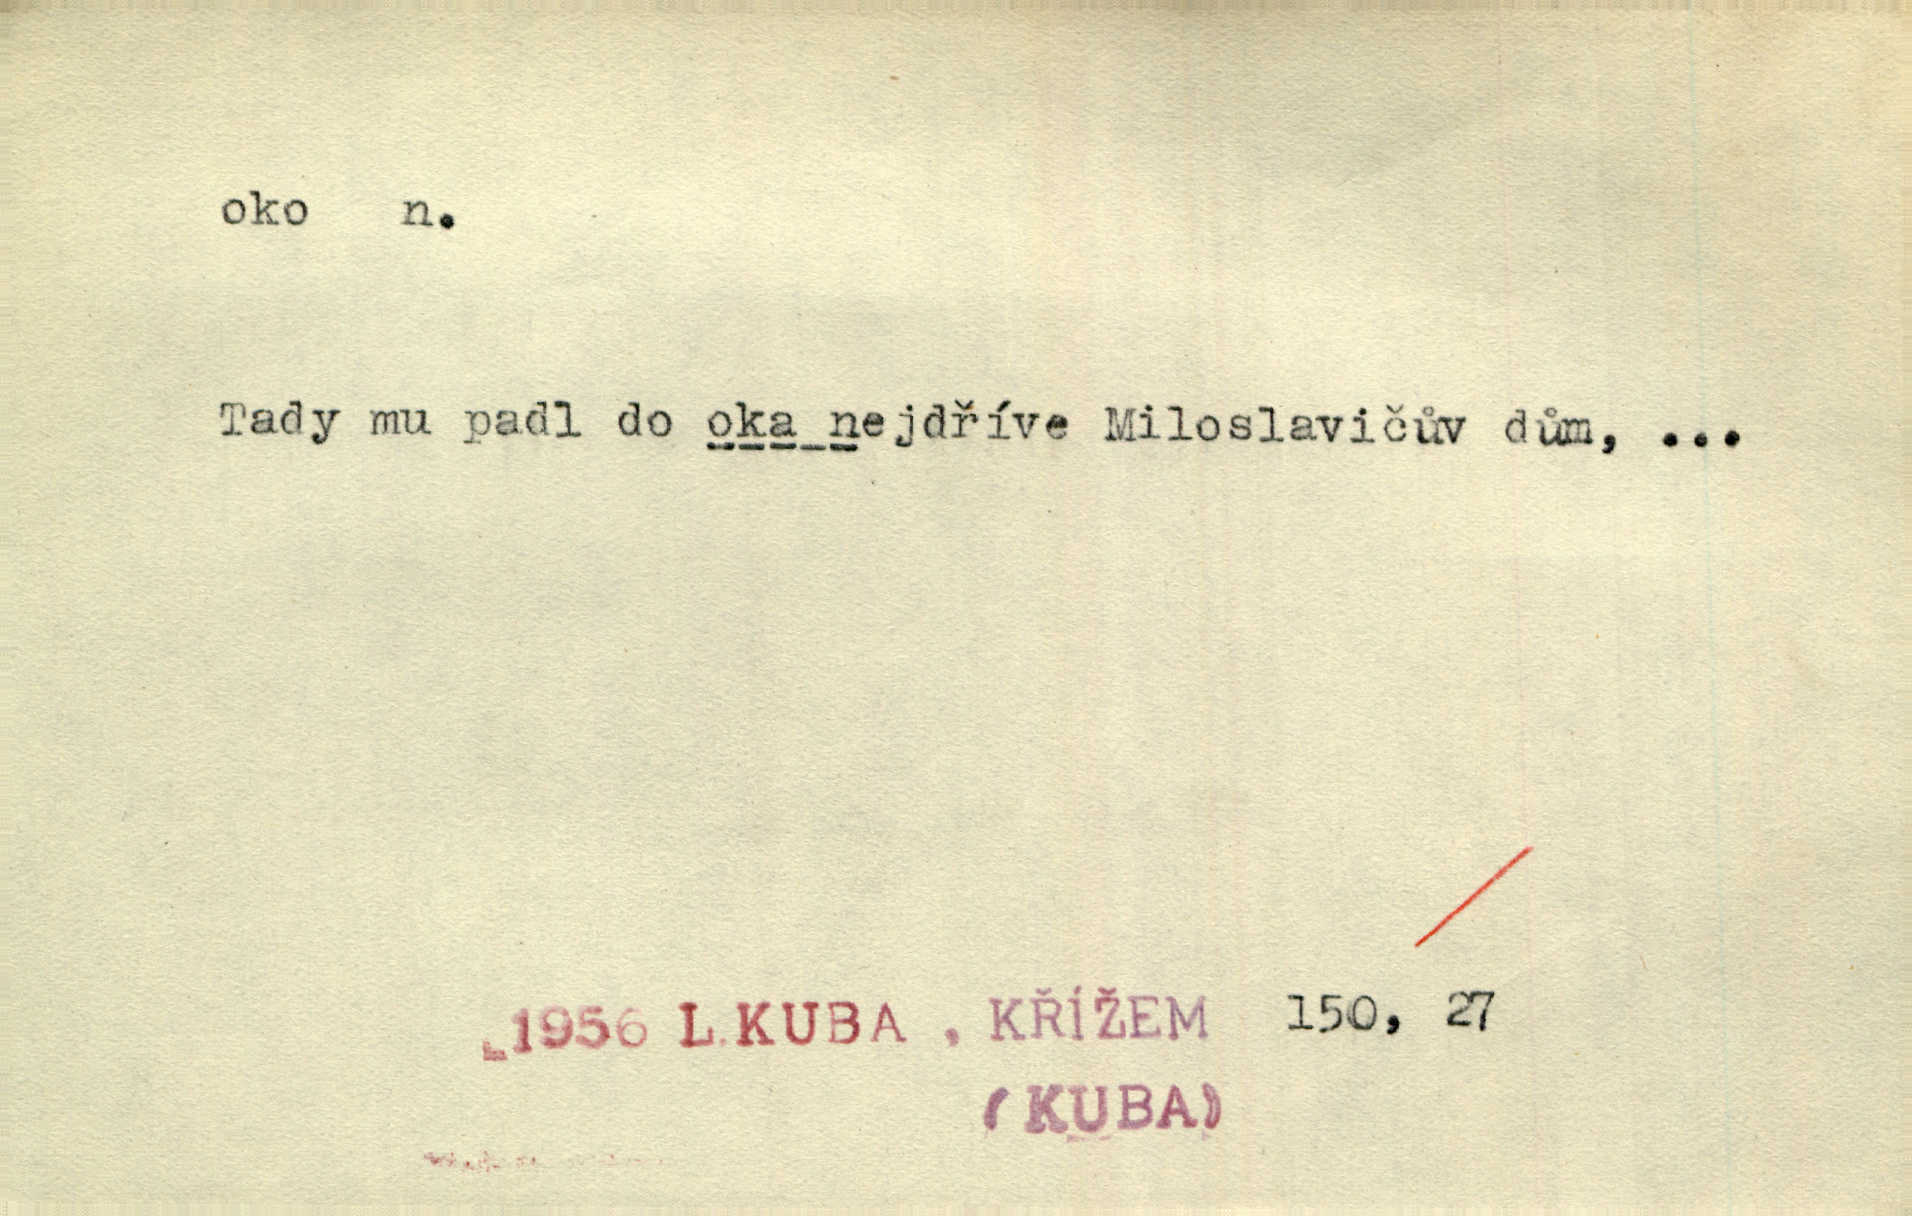 oko n.
Tady mu padl do oka nejdříve Miloslavičův dům, ...
1956 L.KUBA , KŘÍŽEM 150, 27
(KUBA)